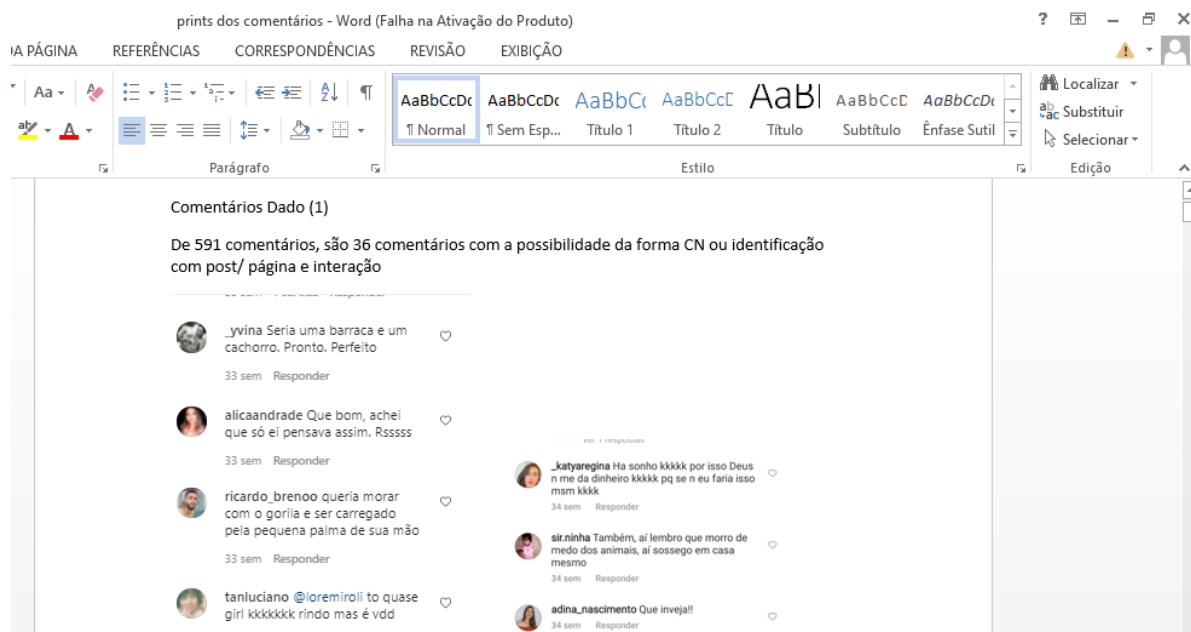 prints dos comentários - Word (Falha na Ativação do Produto)
?
DA PÁGINA REFERÊNCIAS CORRESPONDÊNCIAS REVISÃO EXIBIÇÃO
Aa
AaBbCcDc AaBbCcDc AaBbCc AaBbCcD AaBl AaBbCcD AaBbCcDc
¶ Normal ¶ Sem Esp... Título 1 Título 2 Título Subtítulo Ênfase Sutil
Localizar
Substituir
Selecionar
Parágrafo Estilo Edição
Comentários Dado (1)
De 591 comentários, são 36 comentários com a possibilidade da forma CN ou identificação
com post/ página e interação
_yvina Seria uma barraca e um
cachorro. Pronto. Perfeito
33 sem Responder
alicaandrade Que bom, achei
que só ei pensava assim. Rsssss
33 sem Responder
ricardo_brenoo queria morar
com o gorila e ser carregado
pela pequena palma de sua mão
33 sem Responder
tanluciano @loremiroli to quase
girl kkkkkkk rindo mas é vdd
_katyaregina Ha sonho kkkkk por isso Deus
n me da dinheiro kkkkk pq se n eu faria isso
msm kkkk
34 sem Responder
sir.ninha Também, aí lembro que morro de
medo dos animais, aí sossego em casa
mesmo
34 sem Responder
adina_nascimento Que inveja!!
34 sem Responder